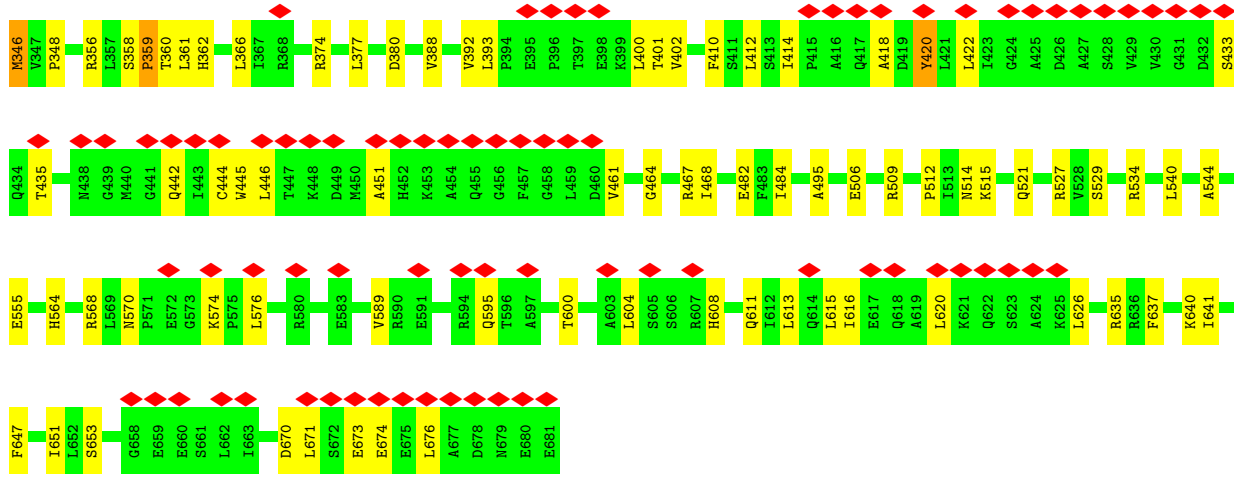 M346 V347 P348 R356 L357 S358 P359 T360 L361 H362 L366 I367 R368 R374 L377 D380 V388 V392 L393 P394 E395 P396 T397 E398 K399 L400 T401 V402 F410 S411 L412 S413 I414 P415 A416 Q417 A418 D419 Y420 L421 L422 I423 G424 A425 D426 A427 S428 V429 V430 G431 D432 S433
Q434 T435 N438 G439 M440 G441 Q442 I443 C444 W445 L446 T447 K448 D449 M450 A451 H452 K453 A454 Q455 G456 F457 G458 L459 D460 V461 G464 R467 I468 E482 F483 I484 A495 E506 R509 P512 I513 N514 K515 Q521 R527 V528 S529 R534 L540 A544
E555 H564 R568 L569 N570 P571 E572 G573 K574 P575 L576 R580 E583 V589 R590 E591 R594 Q595 T596 A597 T600 A603 L604 S605 S606 R607 H608 Q611 I612 L613 Q614 L615 I616 E617 Q618 A619 L620 K621 Q622 S623 A624 K625 L626 R635 R636 F637 K640 I641
F647 I651 L652 S653 G658 E659 E660 S661 L662 I663 D670 L671 S672 E673 E674 E675 L676 A677 D678 N679 E680 E681